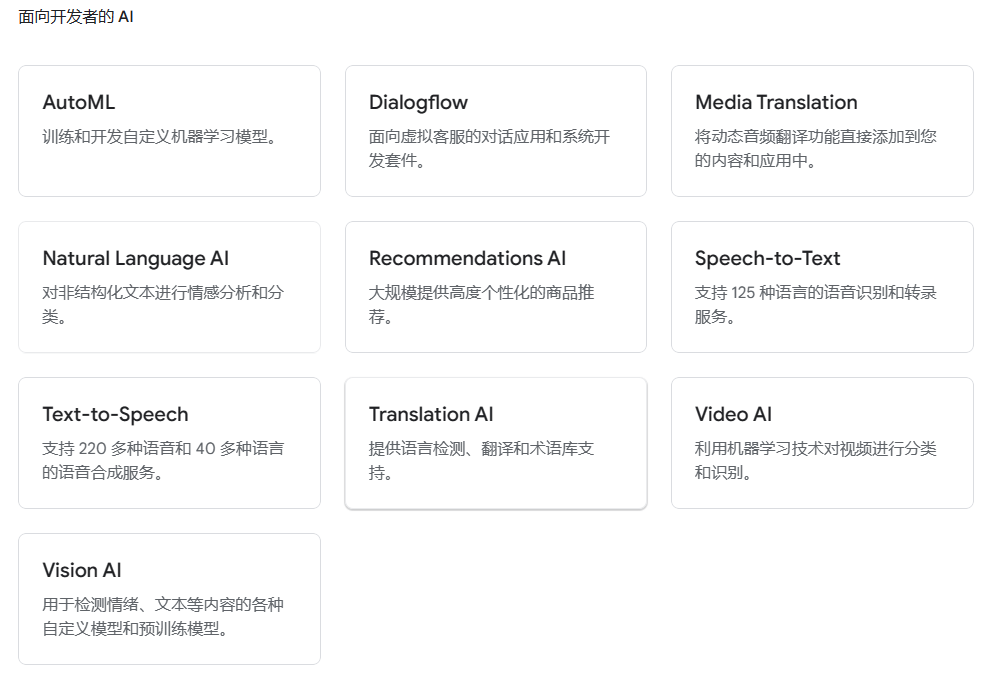 面向开发者的 AI
AutoML
训练和开发自定义机器学习模型。
Dialogflow
面向虚拟客服的对话应用和系统开
发套件。
Media Translation
将动态音频翻译功能直接添加到您
的内容和应用中。
Natural Language AI
对非结构化文本进行情感分析和分
类。
Recommendations AI
大规模提供高度个性化的商品推
荐。
Speech-to-Text
支持 125 种语言的语音识别和转录
服务。
Text-to-Speech
支持 220 多种语音和 40 多种语言
的语音合成服务。
Translation AI
提供语言检测、翻译和术语库支
持。
Video AI
利用机器学习技术对视频进行分类
和识别。
Vision AI
用于检测情绪、文本等内容的各种
自定义模型和预训练模型。